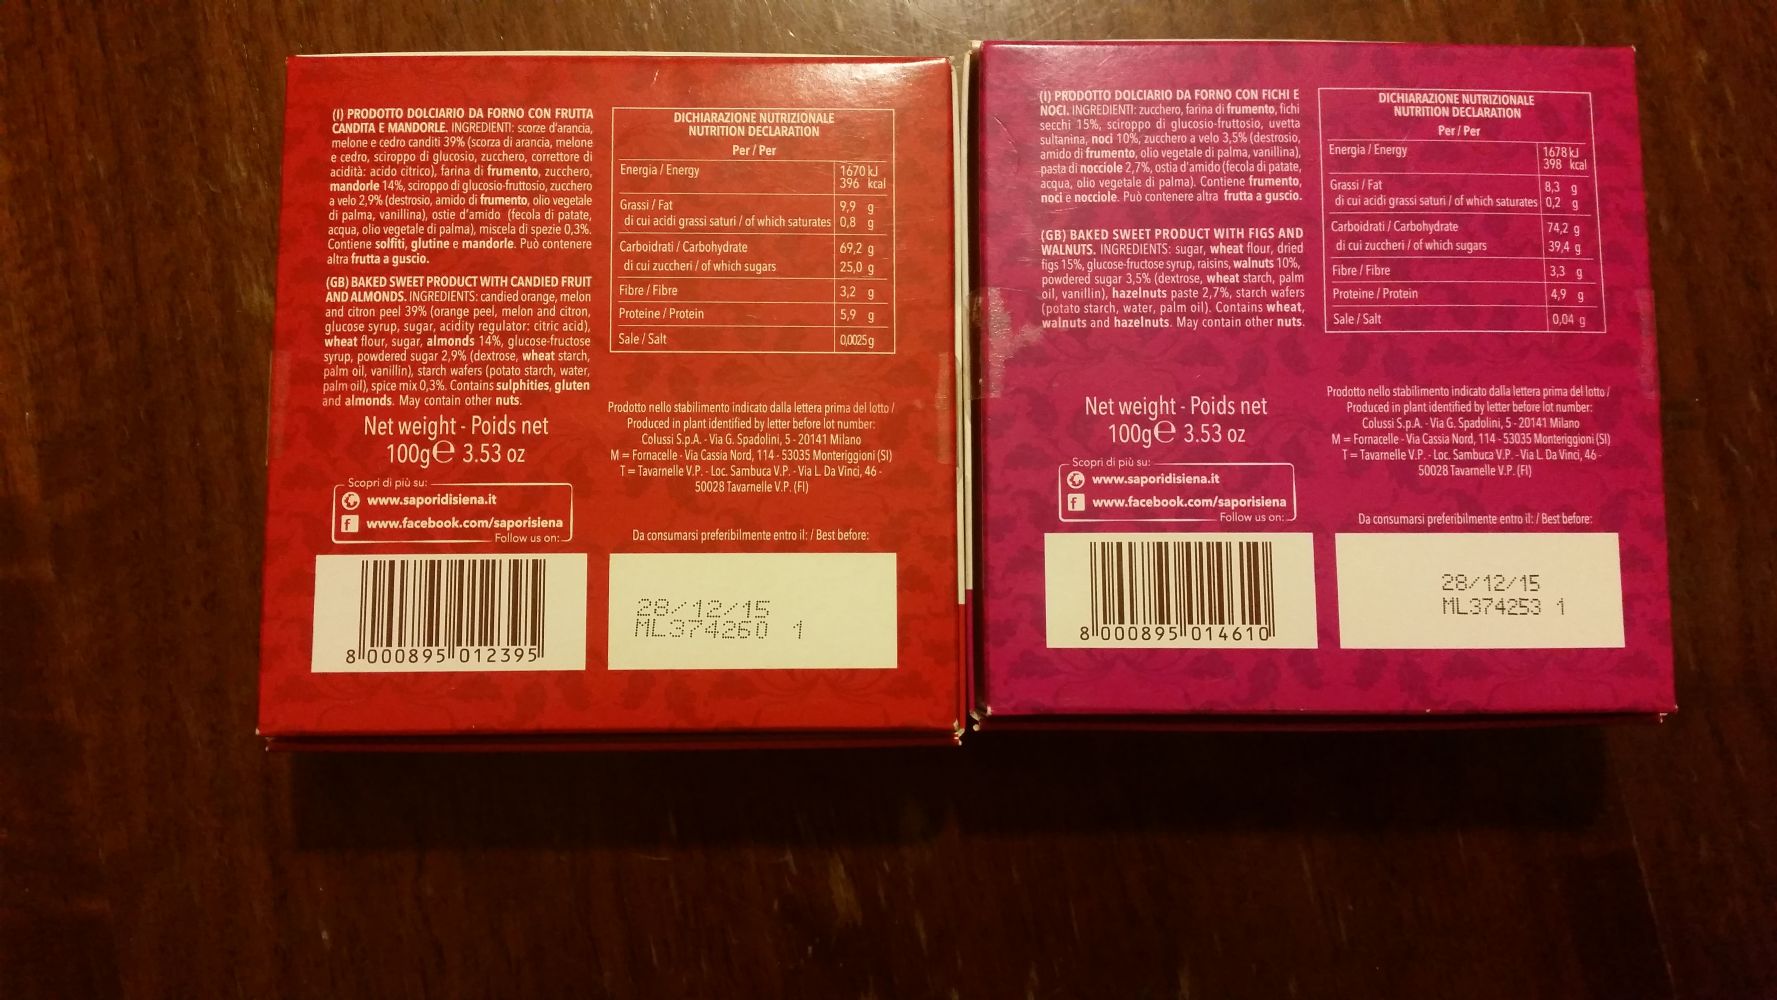 (I) PRODOTTO DOLCIARIO DA FORNO CON FRUTTA
CANDITA E MANDORLE. INGREDIENTI: scorze d'arancia,
melone e cedro canditi 39% (scorza di arancia, melone
e cedro, sciroppo di glucosio, zucchero, correttore di
acidità: acido citrico), farina di frumento, zucchero,
mandorle 14%, sciroppo di glucosio-fruttosio, zucchero
a velo 2,9% (destrosio, amido di frumento, olio vegetale
di palma, vanillina), ostie d'amido (fecola di patate,
acqua, olio vegetale di palma), miscela di spezie 0,3%.
Contiene solfiti, glutine e mandorle. Può contenere
altra frutta a guscio.
(GB) BAKED SWEET PRODUCT WITH CANDIED FRUIT
AND ALMONDS. INGREDIENTS: candied orange, melon
and citron peel 39% (orange peel, melon and citron,
glucose syrup, sugar, acidity regulator: citric acid),
wheat flour, sugar, almonds 14%, glucose-fructose
syrup, powdered sugar 2,9% (dextrose, wheat starch,
palm oil, vanillin), starch wafers (potato starch, water,
palm oil), spice mix 0,3%. Contains sulphities, gluten
and almonds. May contain other nuts.
Net weight - Poids net
100g℮ 3.53 oz
Scopri di più su:
www.saporidisiena.it
f www.facebook.com/saporisiena
Follow us on:
8 000895 012395
DICHIARAZIONE NUTRIZIONALE
NUTRITION DECLARATION
Per / Per
Energia / Energy 1670 kJ
396 kcal
Grassi / Fat 9,9 g
di cui acidi grassi saturi / of which saturates 0,8 g
Carboidrati / Carbohydrate 69,2 g
di cui zuccheri / of which sugars 25,0 g
Fibre / Fibre 3,2 g
Proteine / Protein 5,9 g
Sale / Salt 0,0025 g
Prodotto nello stabilimento indicato dalla lettera prima del lotto /
Produced in plant identified by letter before lot number:
Colussi S.p.A. - Via G. Spadolini, 5 - 20141 Milano
M = Fornacelle - Via Cassia Nord, 114 - 53035 Monteriggioni (SI)
T = Tavarnelle V.P. - Loc. Sambuca V.P. - Via L. Da Vinci, 46 -
50028 Tavarnelle V.P. (FI)
Da consumarsi preferibilmente entro il: / Best before:
28/12/15
ML374260 1
(I) PRODOTTO DOLCIARIO DA FORNO CON FICHI E
NOCI. INGREDIENTI: zucchero, farina di frumento, fichi
secchi 15%, sciroppo di glucosio-fruttosio, uvetta
sultanina, noci 10%, zucchero a velo 3,5% (destrosio,
amido di frumento, olio vegetale di palma, vanillina),
pasta di nocciole 2,7%, ostia d'amido (fecola di patate,
acqua, olio vegetale di palma). Contiene frumento,
noci e nocciole. Può contenere altra frutta a guscio.
(GB) BAKED SWEET PRODUCT WITH FIGS AND
WALNUTS. INGREDIENTS: sugar, wheat flour, dried
figs 15%, glucose-fructose syrup, raisins, walnuts 10%,
powdered sugar 3,5% (dextrose, wheat starch, palm
oil, vanillin), hazelnuts paste 2,7%, starch wafers
(potato starch, water, palm oil). Contains wheat,
walnuts and hazelnuts. May contain other nuts.
Net weight - Poids net
100g℮ 3.53 oz
Scopri di più su:
www.saporidisiena.it
f www.facebook.com/saporisiena
Follow us on:
8 000895 014610
DICHIARAZIONE NUTRIZIONALE
NUTRITION DECLARATION
Per / Per
Energia / Energy 1678 kJ
398 kcal
Grassi / Fat 8,3 g
di cui acidi grassi saturi / of which saturates 0,2 g
Carboidrati / Carbohydrate 74,2 g
di cui zuccheri / of which sugars 39,4 g
Fibre / Fibre 3,3 g
Proteine / Protein 4,9 g
Sale / Salt 0,04 g
Prodotto nello stabilimento indicato dalla lettera prima del lotto /
Produced in plant identified by letter before lot number:
Colussi S.p.A. - Via G. Spadolini, 5 - 20141 Milano
M = Fornacelle - Via Cassia Nord, 114 - 53035 Monteriggioni (SI)
T = Tavarnelle V.P. - Loc. Sambuca V.P. - Via L. Da Vinci, 46 -
50028 Tavarnelle V.P. (FI)
Da consumarsi preferibilmente entro il: / Best before:
28/12/15
ML374253 1